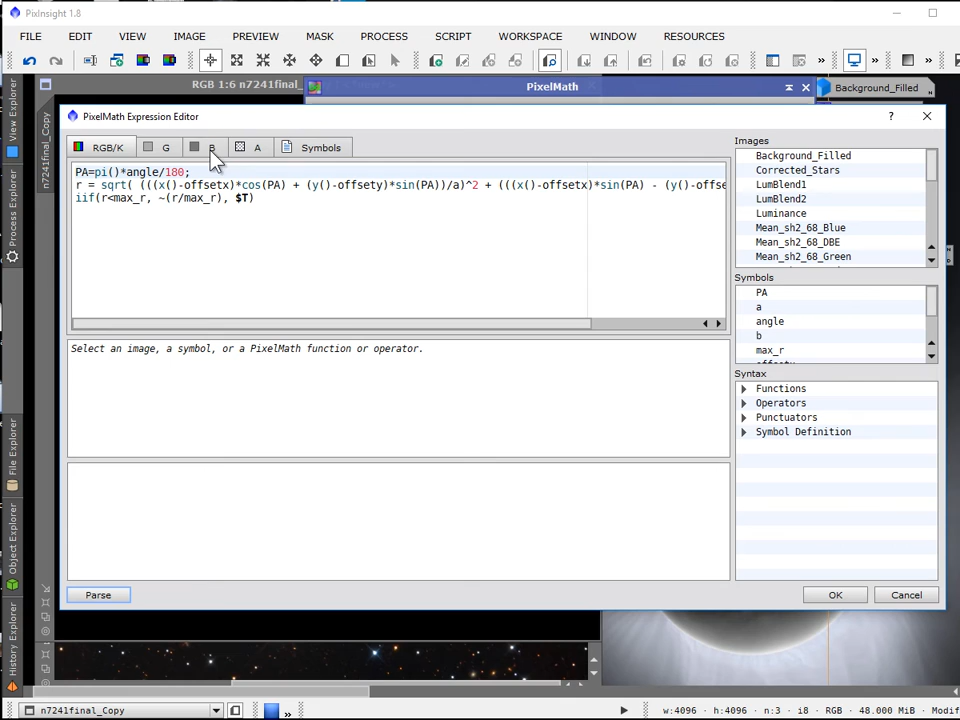 PixInsight 1.8
FILE EDIT VIEW IMAGE PREVIEW MASK PROCESS SCRIPT WORKSPACE WINDOW RESOURCES
» » »
RGB 1:6 n7241final_
PixelMath
Background_Filled
PixelMath Expression Editor
RGB/K G B A Symbols
PA=pi()*angle/180;
r = sqrt( (((x()-offsetx)*cos(PA) + (y()-offsety)*sin(PA))/a)^2 + (((x()-offsetx)*sin(PA) - (y()-offse
iif(r<max_r, ~(r/max_r), $T)
Select an image, a symbol, or a PixelMath function or operator.
Parse
Images
Background_Filled
Corrected_Stars
LumBlend1
LumBlend2
Luminance
Mean_sh2_68_Blue
Mean_sh2_68_DBE
Mean_sh2_68_Green
Symbols
PA
a
angle
b
max_r
Syntax
Functions
Operators
Punctuators
Symbol Definition
OK Cancel
View Explorer
Process Explorer
File Explorer
Object Explorer
History Explorer
n7241final_Copy
n7241final_Copy
»
w:4096 · h:4096 · n:3 · i8 · RGB · 48.000 MiB · Modif